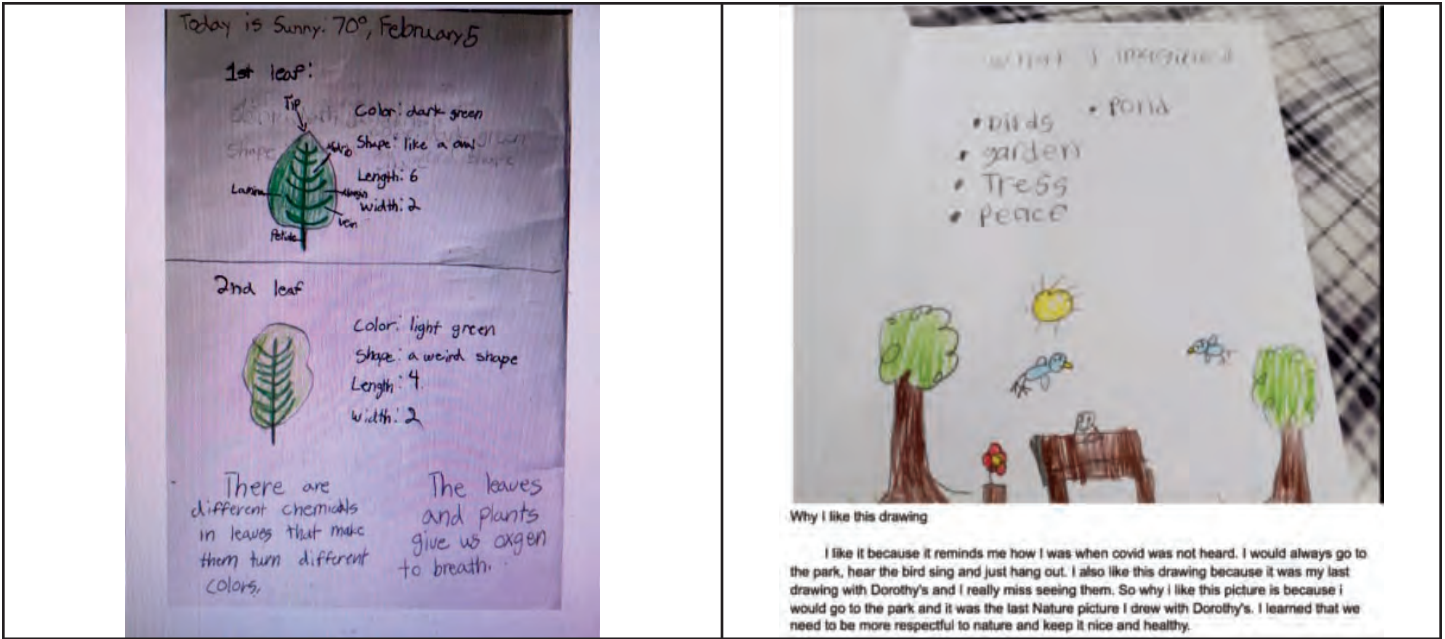 Today is Sunny. 70°, February 5
1st leaf:
Tip
Color: dark green
Shape: like a
Length: 6
Width: 2
Vein
2nd leaf
Color: light green
Shape: a weird shape
Length: 4
Width: 2
There are
different chemicals
in leaves that make
them turn different
colors.
The leaves
and plants
give us oxgen
to breath.
What I imagined
• Birds
• garden
• Tress
• Peace
• Pond
Why I like this drawing
I like it because it reminds me how I was when covid was not heard. I would always go to
the park, hear the bird sing and just hang out. I also like this drawing because it was my last
drawing with Dorothy's and I really miss seeing them. So why i like this picture is because i
would go to the park and it was the last Nature picture I drew with Dorothy's. I learned that we
need to be more respectful to nature and keep it nice and healthy.